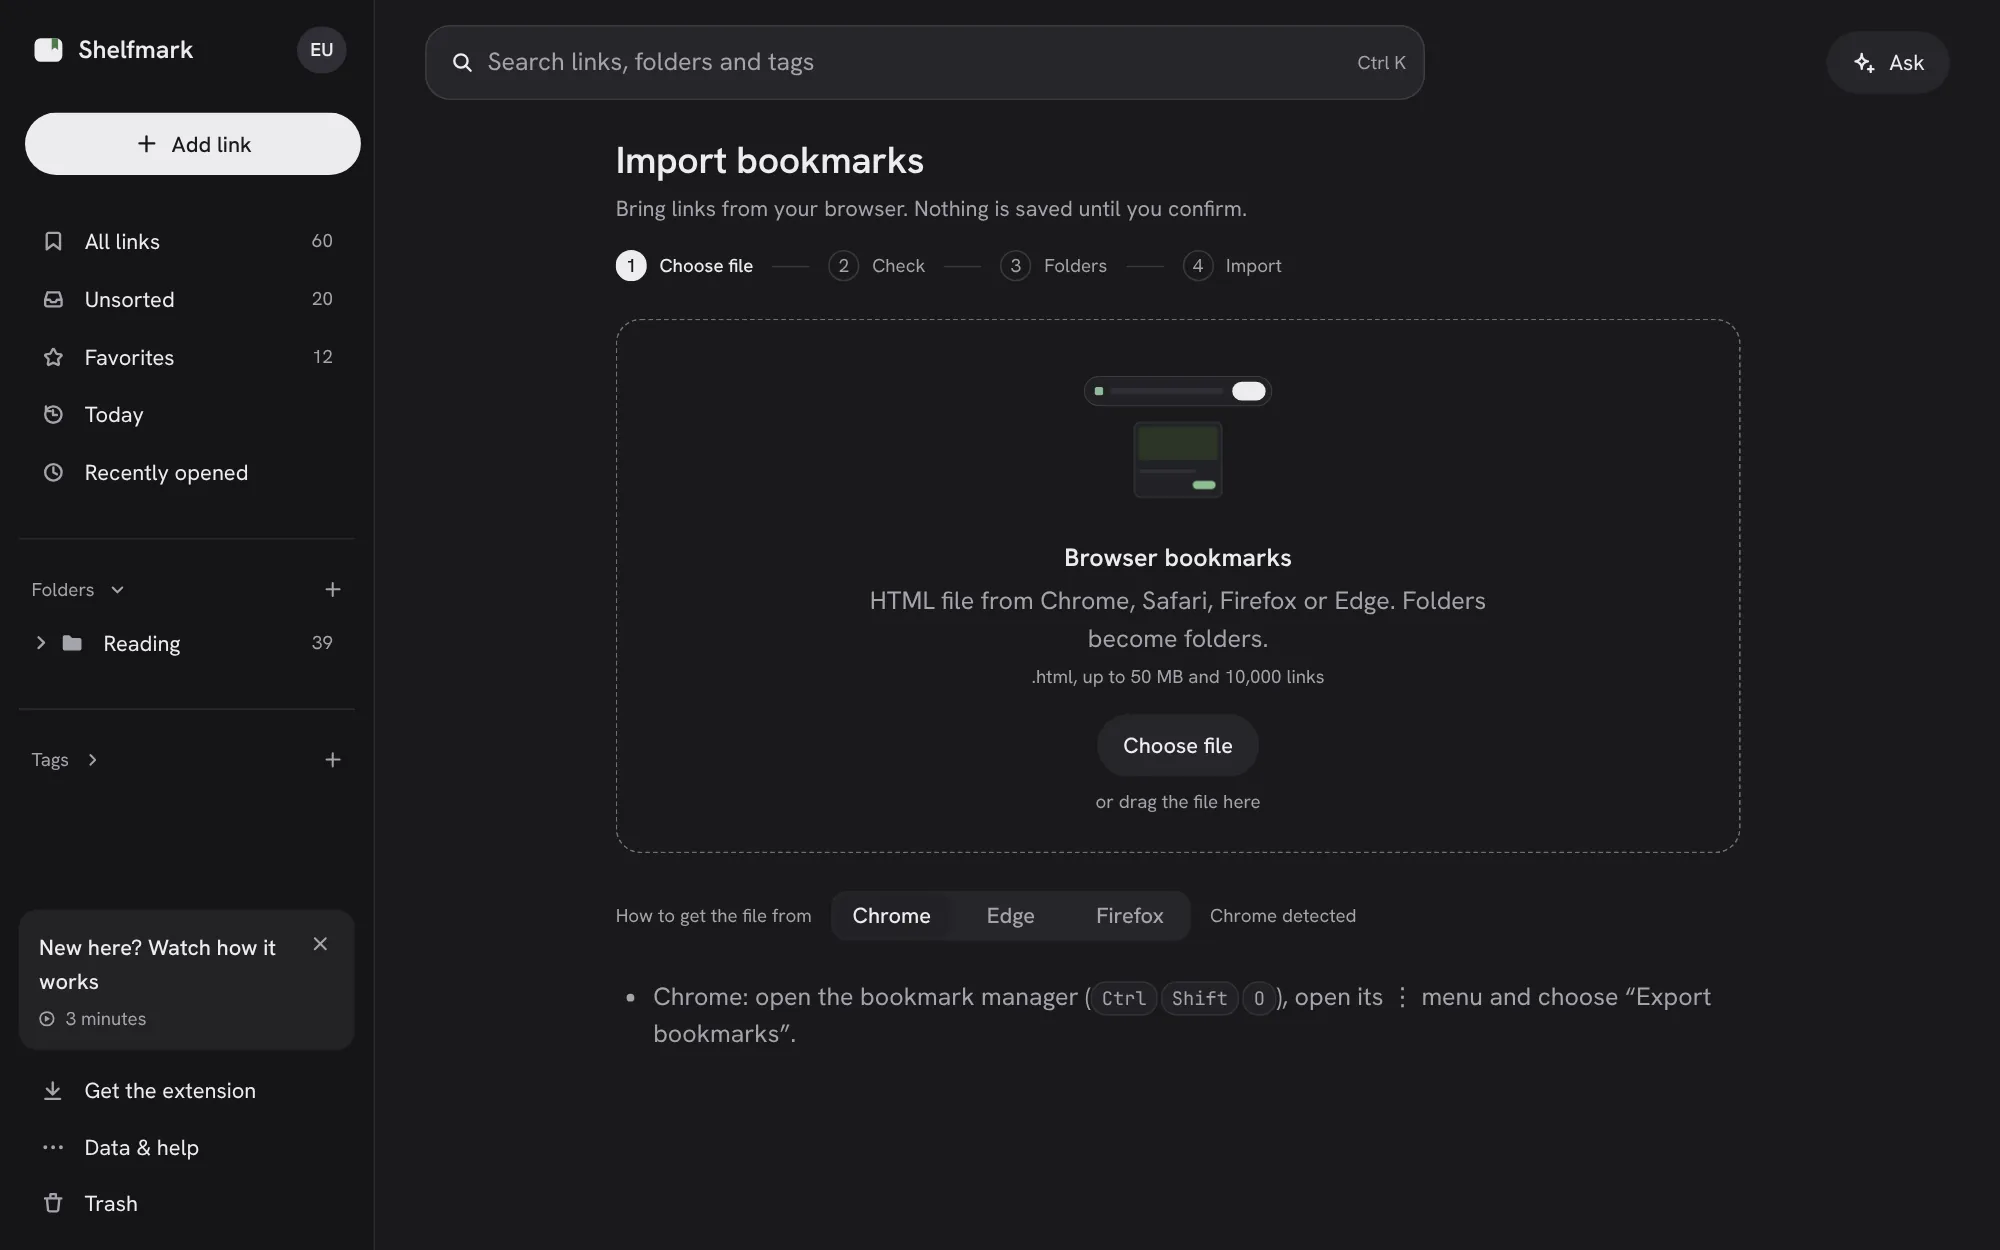 Shelfmark
EU
Add link
All links 60
Unsorted 20
Favorites 12
Today
Recently opened
Folders
Reading 39
Tags
New here? Watch how it
works
3 minutes
Get the extension
Data & help
Trash
Search links, folders and tags Ctrl K
Ask
Import bookmarks
Bring links from your browser. Nothing is saved until you confirm.
1 Choose file 2 Check 3 Folders 4 Import
Browser bookmarks
HTML file from Chrome, Safari, Firefox or Edge. Folders
become folders.
.html, up to 50 MB and 10,000 links
Choose file
or drag the file here
How to get the file from Chrome Edge Firefox Chrome detected
• Chrome: open the bookmark manager (Ctrl Shift O), open its ⋮ menu and choose “Export
bookmarks”.